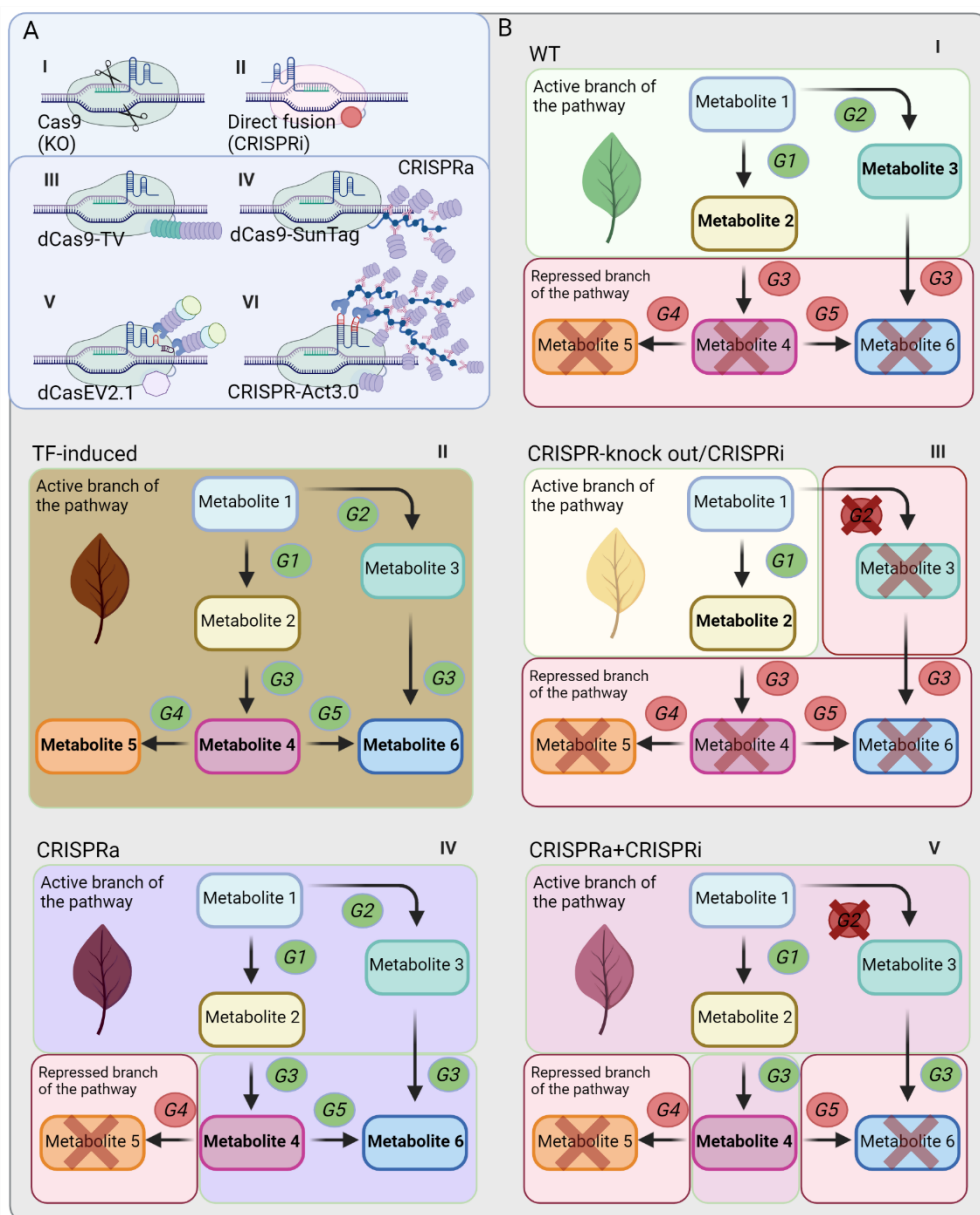 A
I
Cas9
(KO)
II
Direct fusion
(CRISPRi)
CRISPRa
III
dCas9-TV
IV
dCas9-SunTag
V
dCasEV2.1
VI
CRISPR-Act3.0
B
WT
I
Active branch of
the pathway
Metabolite 1
G2
G1
Metabolite 3
Metabolite 2
Repressed branch
of the pathway
G3
G3
G4
G5
Metabolite 5
Metabolite 4
Metabolite 6
TF-induced
II
Active branch of
the pathway
Metabolite 1
G2
G1
Metabolite 3
Metabolite 2
G3
G3
G4
G5
Metabolite 5
Metabolite 4
Metabolite 6
CRISPR-knock out/CRISPRi
III
Active branch of
the pathway
Metabolite 1
G2
G1
Metabolite 3
Metabolite 2
Repressed branch
of the pathway
G3
G3
G4
G5
Metabolite 5
Metabolite 4
Metabolite 6
CRISPRa
IV
Active branch of
the pathway
Metabolite 1
G2
G1
Metabolite 3
Metabolite 2
Repressed branch
of the pathway
G3
G3
G4
G5
Metabolite 5
Metabolite 4
Metabolite 6
CRISPRa+CRISPRi
V
Active branch of
the pathway
Metabolite 1
G2
G1
Metabolite 3
Metabolite 2
Repressed branch
of the pathway
G3
G3
G4
G5
Metabolite 5
Metabolite 4
Metabolite 6